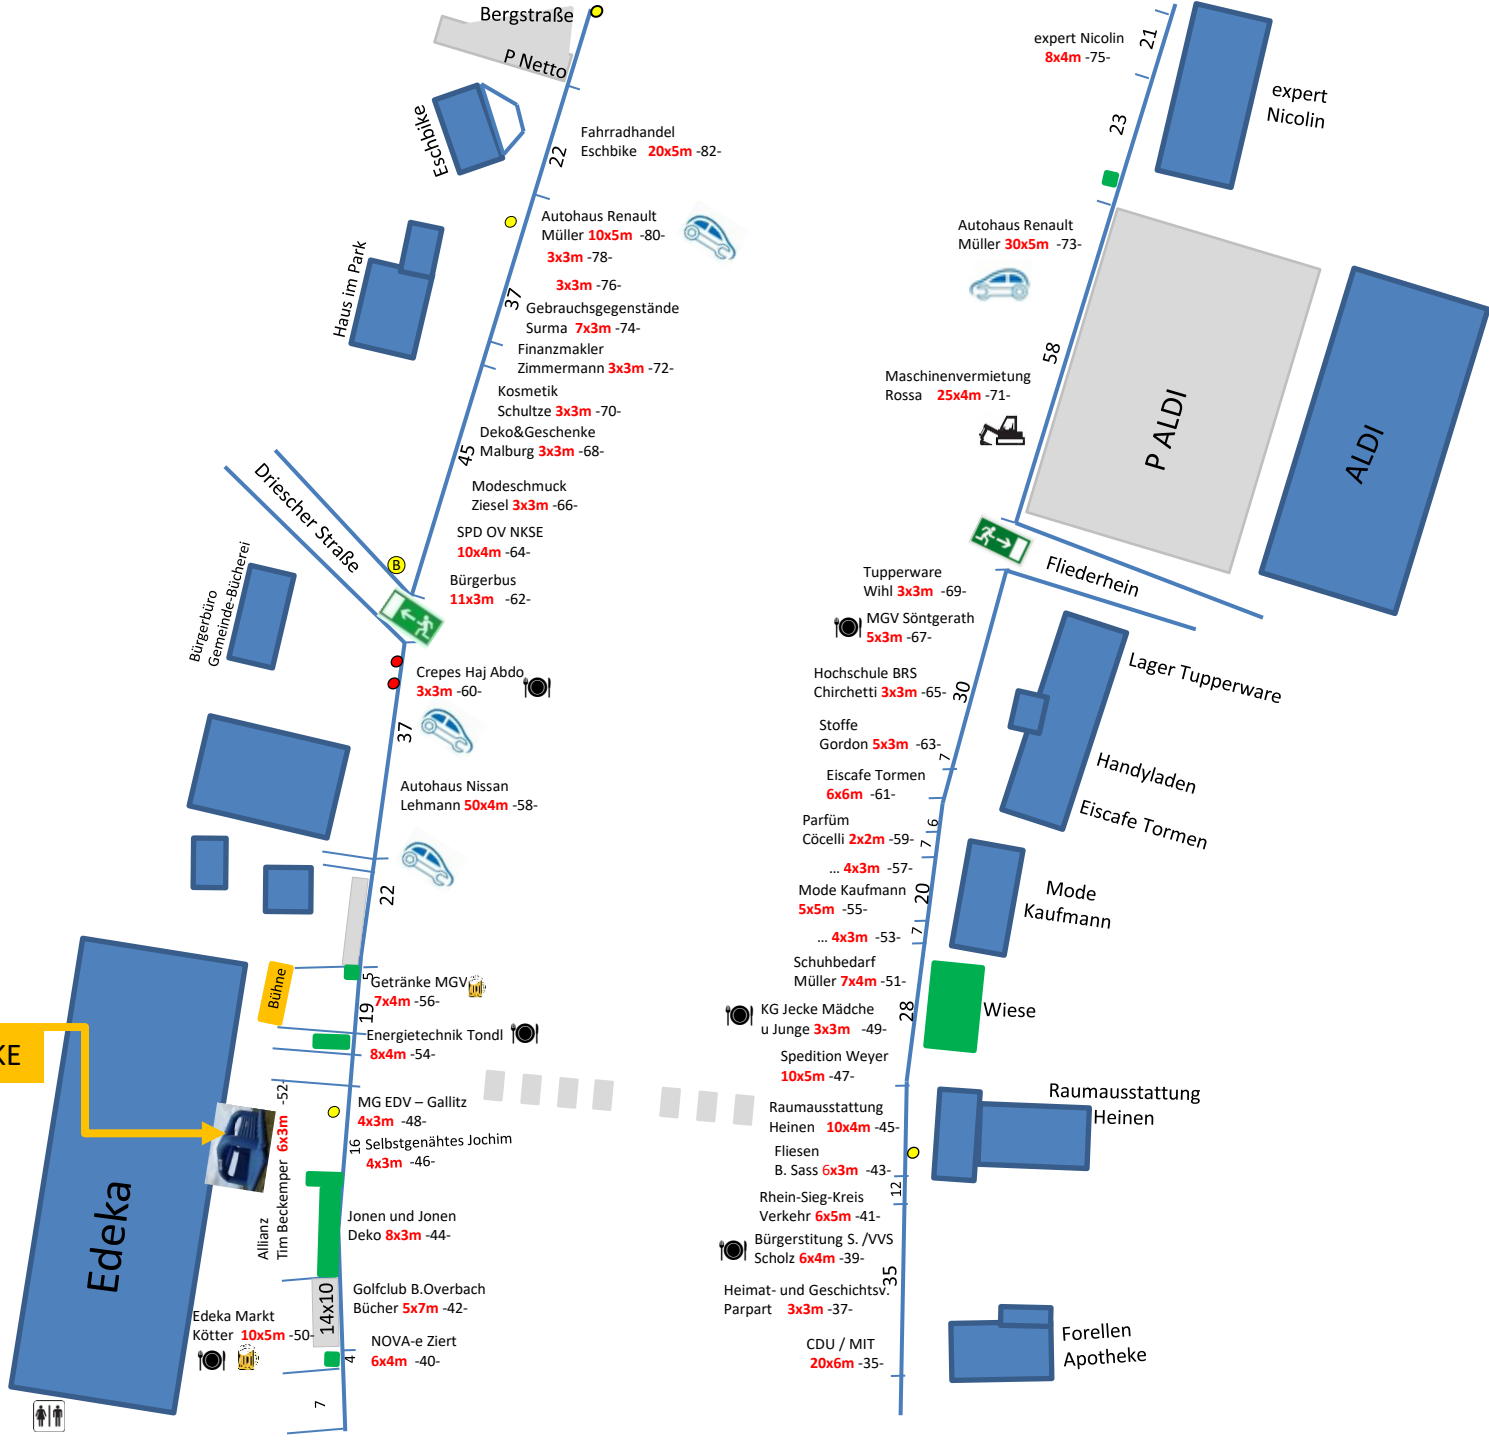 Bergstraße
P Netto
Eschbike
22
Fahrradhandel
Eschbike 20x5m -82-
Autohaus Renault
Müller 10x5m -80-
3x3m -78-
3x3m -76-
Haus im Park
37
Gebrauchsgegenstände
Surma 7x3m -74-
Finanzmakler
Zimmermann 3x3m -72-
Kosmetik
Schultze 3x3m -70-
Deko&Geschenke
Malburg 3x3m -68-
45
Modeschmuck
Ziesel 3x3m -66-
SPD OV NKSE
10x4m -64-
Driescher Straße
B
Bürgerbus
11x3m -62-
Bürgerbüro
Gemeinde-Bücherei
Crepes Haj Abdo
3x3m -60-
37
Autohaus Nissan
Lehmann 50x4m -58-
22
Bühne
5
Getränke MGV
7x4m -56-
19
Energietechnik Tondl
8x4m -54-
KE
Allianz
Tim Beckemper 6x3m -52-
MG EDV – Gallitz
4x3m -48-
16
Selbstgenähtes Jochim
4x3m -46-
Edeka
Jonen und Jonen
Deko 8x3m -44-
14x10
Golfclub B.Overbach
Bücher 5x7m -42-
Edeka Markt
Kötter 10x5m -50-
NOVA-e Ziert
6x4m -40-
4
7
21
expert Nicolin
8x4m -75-
expert
Nicolin
23
Autohaus Renault
Müller 30x5m -73-
58
Maschinenvermietung
Rossa 25x4m -71-
P ALDI
ALDI
Fliederhein
Tupperware
Wihl 3x3m -69-
MGV Söntgerath
5x3m -67-
Hochschule BRS
Chirchetti 3x3m -65-
30
Lager Tupperware
Stoffe
Gordon 5x3m -63-
7
Handyladen
Eiscafe Tormen
6x6m -61-
Eiscafe Tormen
Parfüm
Cöcelli 2x2m -59-
6
7
... 4x3m -57-
Mode Kaufmann
5x5m -55-
20
Mode
Kaufmann
... 4x3m -53-
7
Schuhbedarf
Müller 7x4m -51-
KG Jecke Mädche
u Junge 3x3m -49-
28
Wiese
Spedition Weyer
10x5m -47-
Raumausstattung
Heinen 10x4m -45-
Raumausstattung
Heinen
Fliesen
B. Sass 6x3m -43-
12
Rhein-Sieg-Kreis
Verkehr 6x5m -41-
Bürgerstitung S. /VVS
Scholz 6x4m -39-
35
Heimat- und Geschichtsv.
Parpart 3x3m -37-
CDU / MIT
20x6m -35-
Forellen
Apotheke